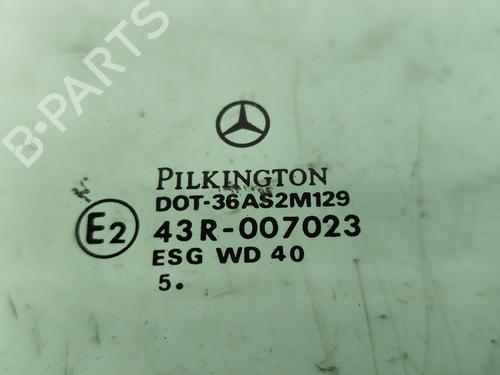 B-PARTS
PILKINGTON
DOT-36AS2M129
E2
43R-007023
ESG WD 40
5.